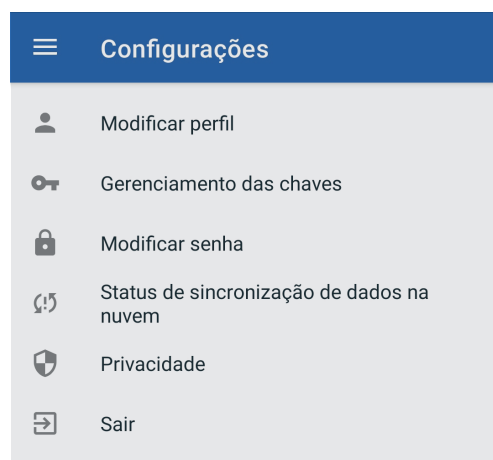 Configurações
Modificar perfil
Gerenciamento das chaves
Modificar senha
Status de sincronização de dados na
nuvem
Privacidade
Sair